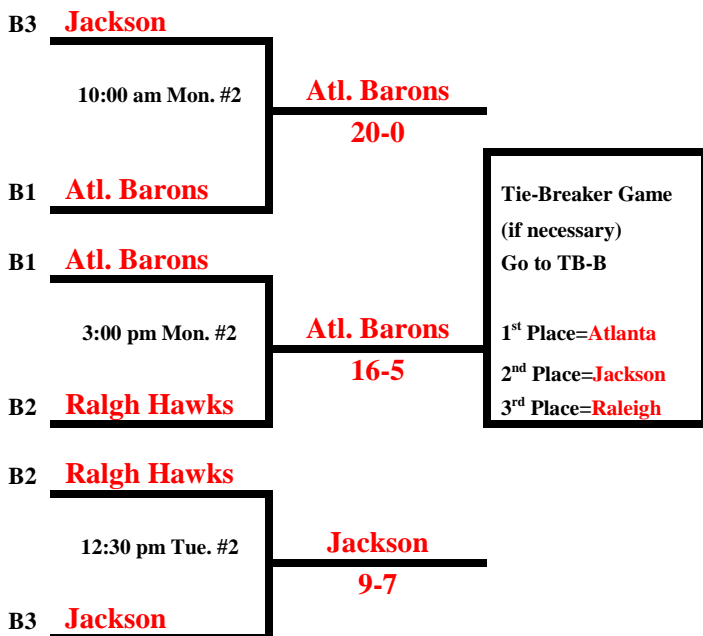 B3 Jackson
10:00 am Mon. #2
Atl. Barons
20-0
B1 Atl. Barons
B1 Atl. Barons
3:00 pm Mon. #2
Atl. Barons
16-5
B2 Ralgh Hawks
Tie-Breaker Game
(if necessary)
Go to TB-B
1st Place=Atlanta
2nd Place=Jackson
3rd Place=Raleigh
B2 Ralgh Hawks
12:30 pm Tue. #2
Jackson
9-7
B3 Jackson